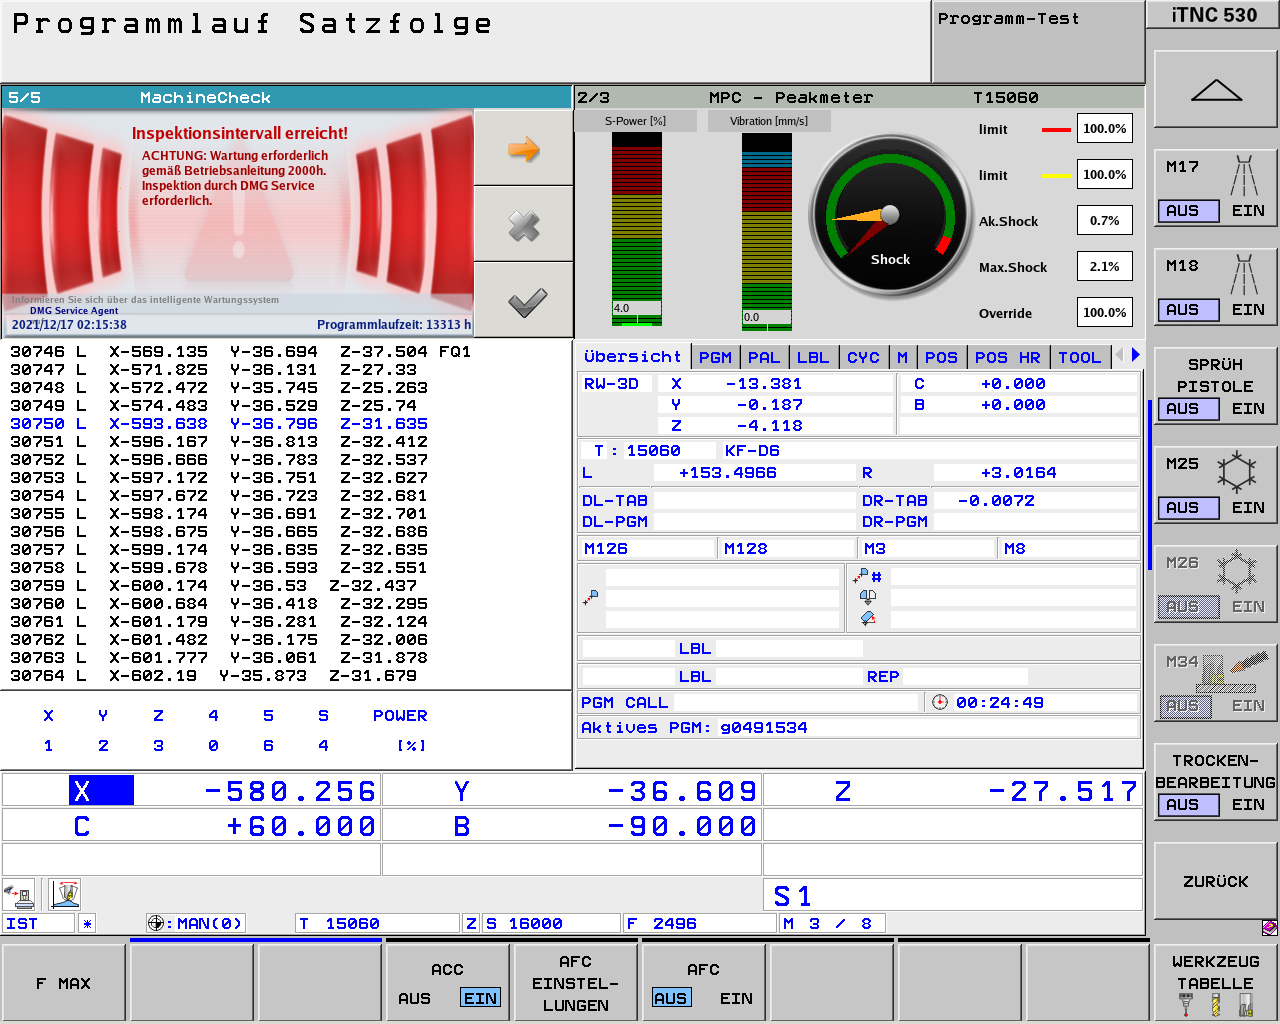 Programmlauf Satzfolge
Programm-Test
iTNC 530
5/5 MachineCheck
Inspektionsintervall erreicht!
ACHTUNG: Wartung erforderlich
gemäß Betriebsanleitung 2000h.
Inspektion durch DMG Service
erforderlich.
Informieren Sie sich über das intelligente Wartungssystem
DMG Service Agent
2021/12/17 02:15:38 Programmlaufzeit: 13313 h
2/3 MPC - Peakmeter T15060
S-Power [%] Vibration [mm/s]
4.0 0.0
Shock
limit 100.0%
limit 100.0%
Ak.Shock 0.7%
Max.Shock 2.1%
Override 100.0%
30746 L X-569.135 Y-36.694 Z-37.504 FQ1
30747 L X-571.825 Y-36.131 Z-27.33
30748 L X-572.472 Y-35.745 Z-25.263
30749 L X-574.483 Y-36.529 Z-25.74
30750 L X-593.638 Y-36.796 Z-31.635
30751 L X-596.167 Y-36.813 Z-32.412
30752 L X-596.666 Y-36.783 Z-32.537
30753 L X-597.172 Y-36.751 Z-32.627
30754 L X-597.672 Y-36.723 Z-32.681
30755 L X-598.174 Y-36.691 Z-32.701
30756 L X-598.675 Y-36.665 Z-32.686
30757 L X-599.174 Y-36.635 Z-32.635
30758 L X-599.678 Y-36.593 Z-32.551
30759 L X-600.174 Y-36.53 Z-32.437
30760 L X-600.684 Y-36.418 Z-32.295
30761 L X-601.179 Y-36.281 Z-32.124
30762 L X-601.482 Y-36.175 Z-32.006
30763 L X-601.777 Y-36.061 Z-31.878
30764 L X-602.19 Y-35.873 Z-31.679
X Y Z 4 5 S POWER
1 2 3 0 6 4 [%]
Übersicht PGM PAL LBL CYC M POS POS HR TOOL
RW-3D X -13.381 C +0.000
Y -0.187 B +0.000
Z -4.118
T : 15060 KF-D6
L +153.4966 R +3.0164
DL-TAB DR-TAB -0.0072
DL-PGM DR-PGM
M126 M128 M3 M8
#
LBL
LBL REP
PGM CALL 00:24:49
Aktives PGM: g0491534
X -580.256 Y -36.609 Z -27.517
C +60.000 B -90.000
S1
IST * : MAN(0) T 15060 Z S 16000 F 2496 M 3 / 8
M17
AUS EIN
M18
AUS EIN
SPRÜH
PISTOLE
AUS EIN
M25
AUS EIN
M26
AUS EIN
M34
AUS EIN
TROCKEN-
BEARBEITUNG
AUS EIN
ZURÜCK
F MAX
ACC
AUS EIN
AFC
EINSTEL-
LUNGEN
AFC
AUS EIN
WERKZEUG
TABELLE